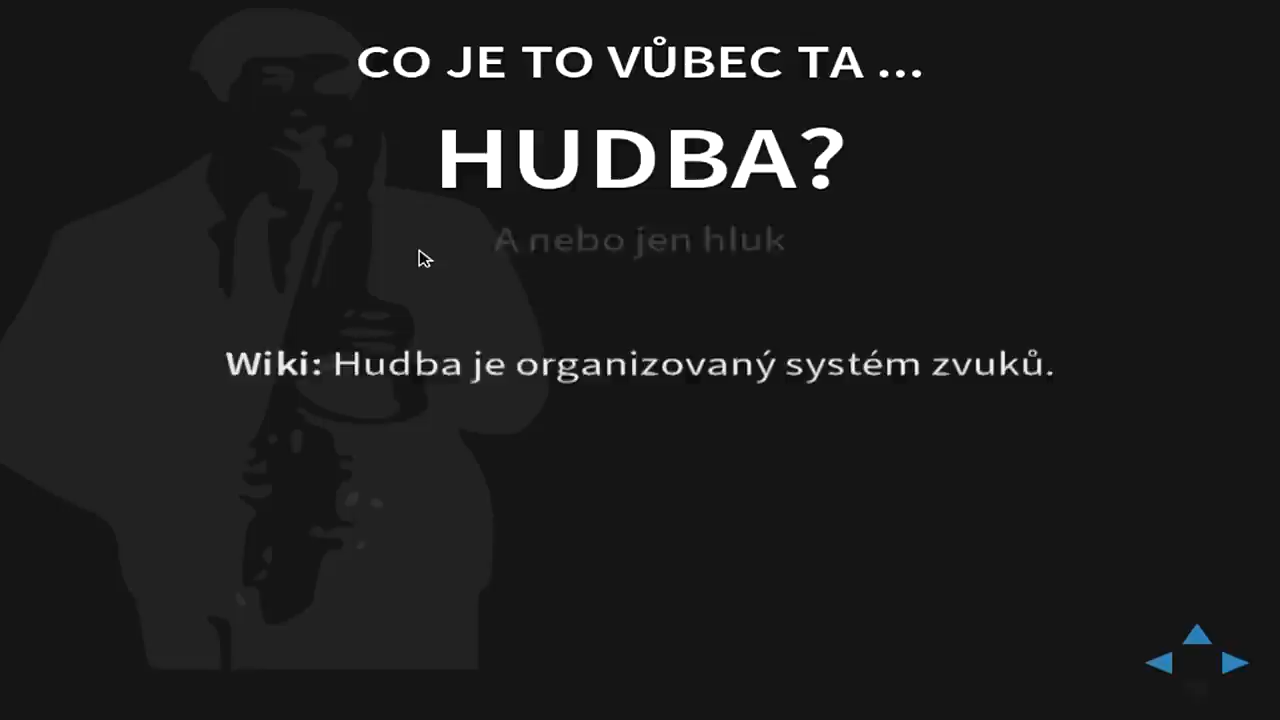 CO JE TO VŮBEC TA ...
HUDBA?
A nebo jen hluk
Wiki: Hudba je organizovaný systém zvuků.